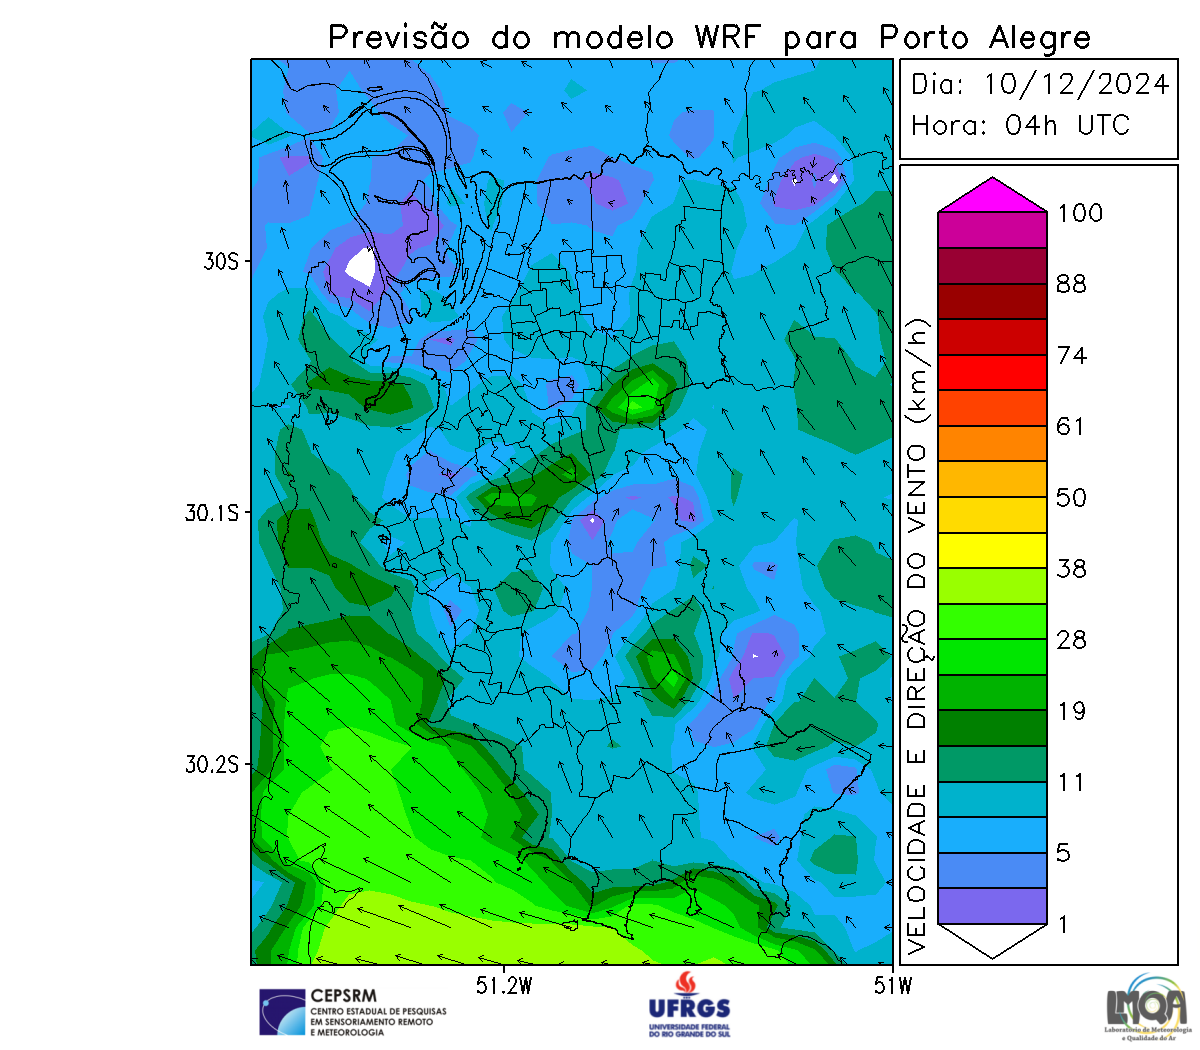 Previsão do modelo WRF para Porto Alegre
Dia: 10/12/2024
Hora: 04h UTC
30S
30.1S
30.2S
51.2W
51W
VELOCIDADE E DIREÇÃO DO VENTO (km/h)
100
88
74
61
50
38
28
19
11
5
1
CEPSRM
CENTRO ESTADUAL DE PESQUISAS
EM SENSORIAMENTO REMOTO
E METEOROLOGIA
UFRGS
UNIVERSIDADE FEDERAL
DO RIO GRANDE DO SUL
LMQA
Laboratório de Meteorologia
e Qualidade do Ar